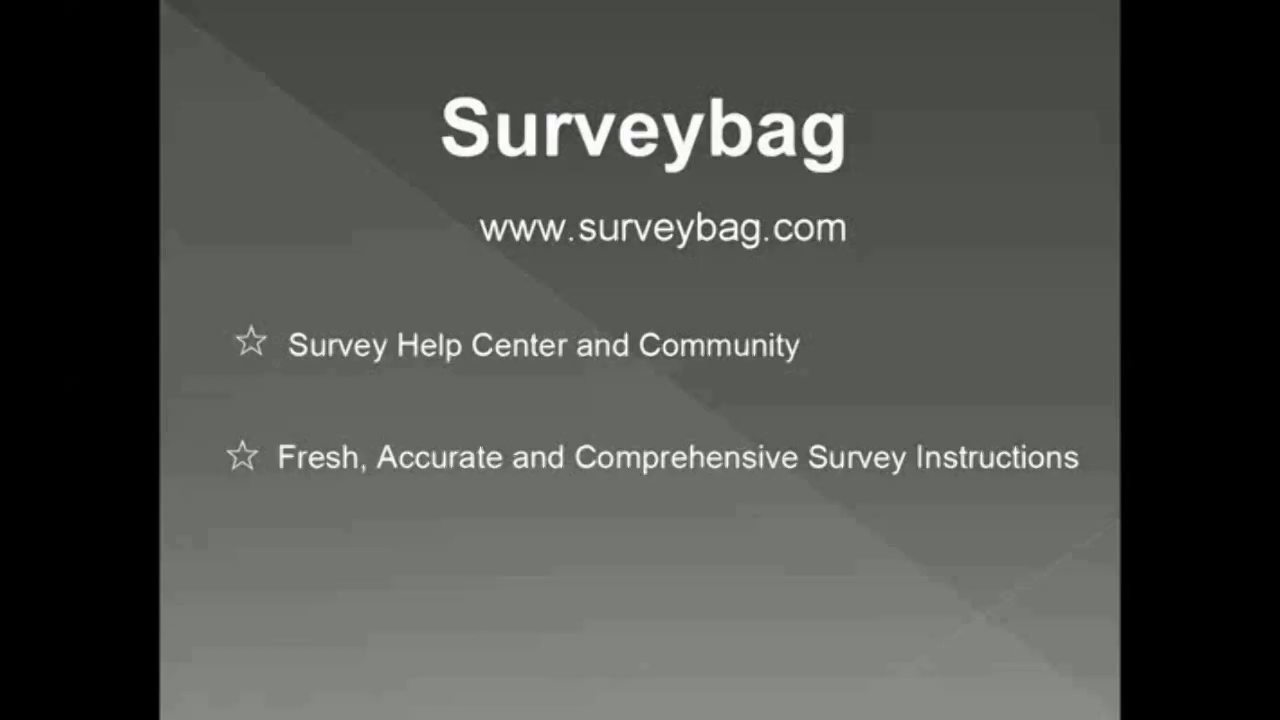 Surveybag
www.surveybag.com
☆ Survey Help Center and Community
☆ Fresh, Accurate and Comprehensive Survey Instructions